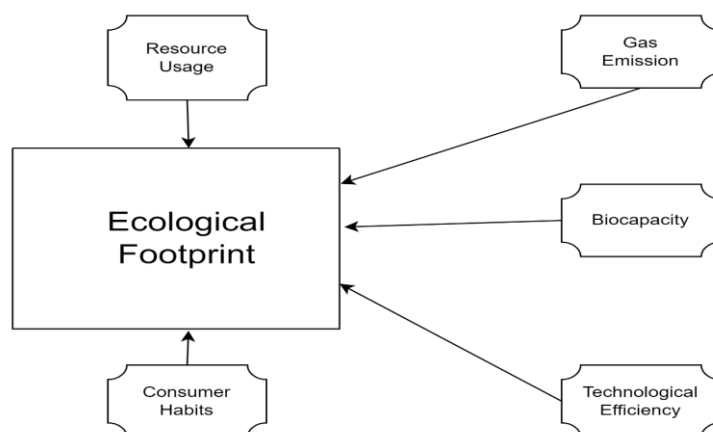 Resource
Usage
Gas
Emission
Ecological
Footprint
Biocapacity
Consumer
Habits
Technological
Efficiency